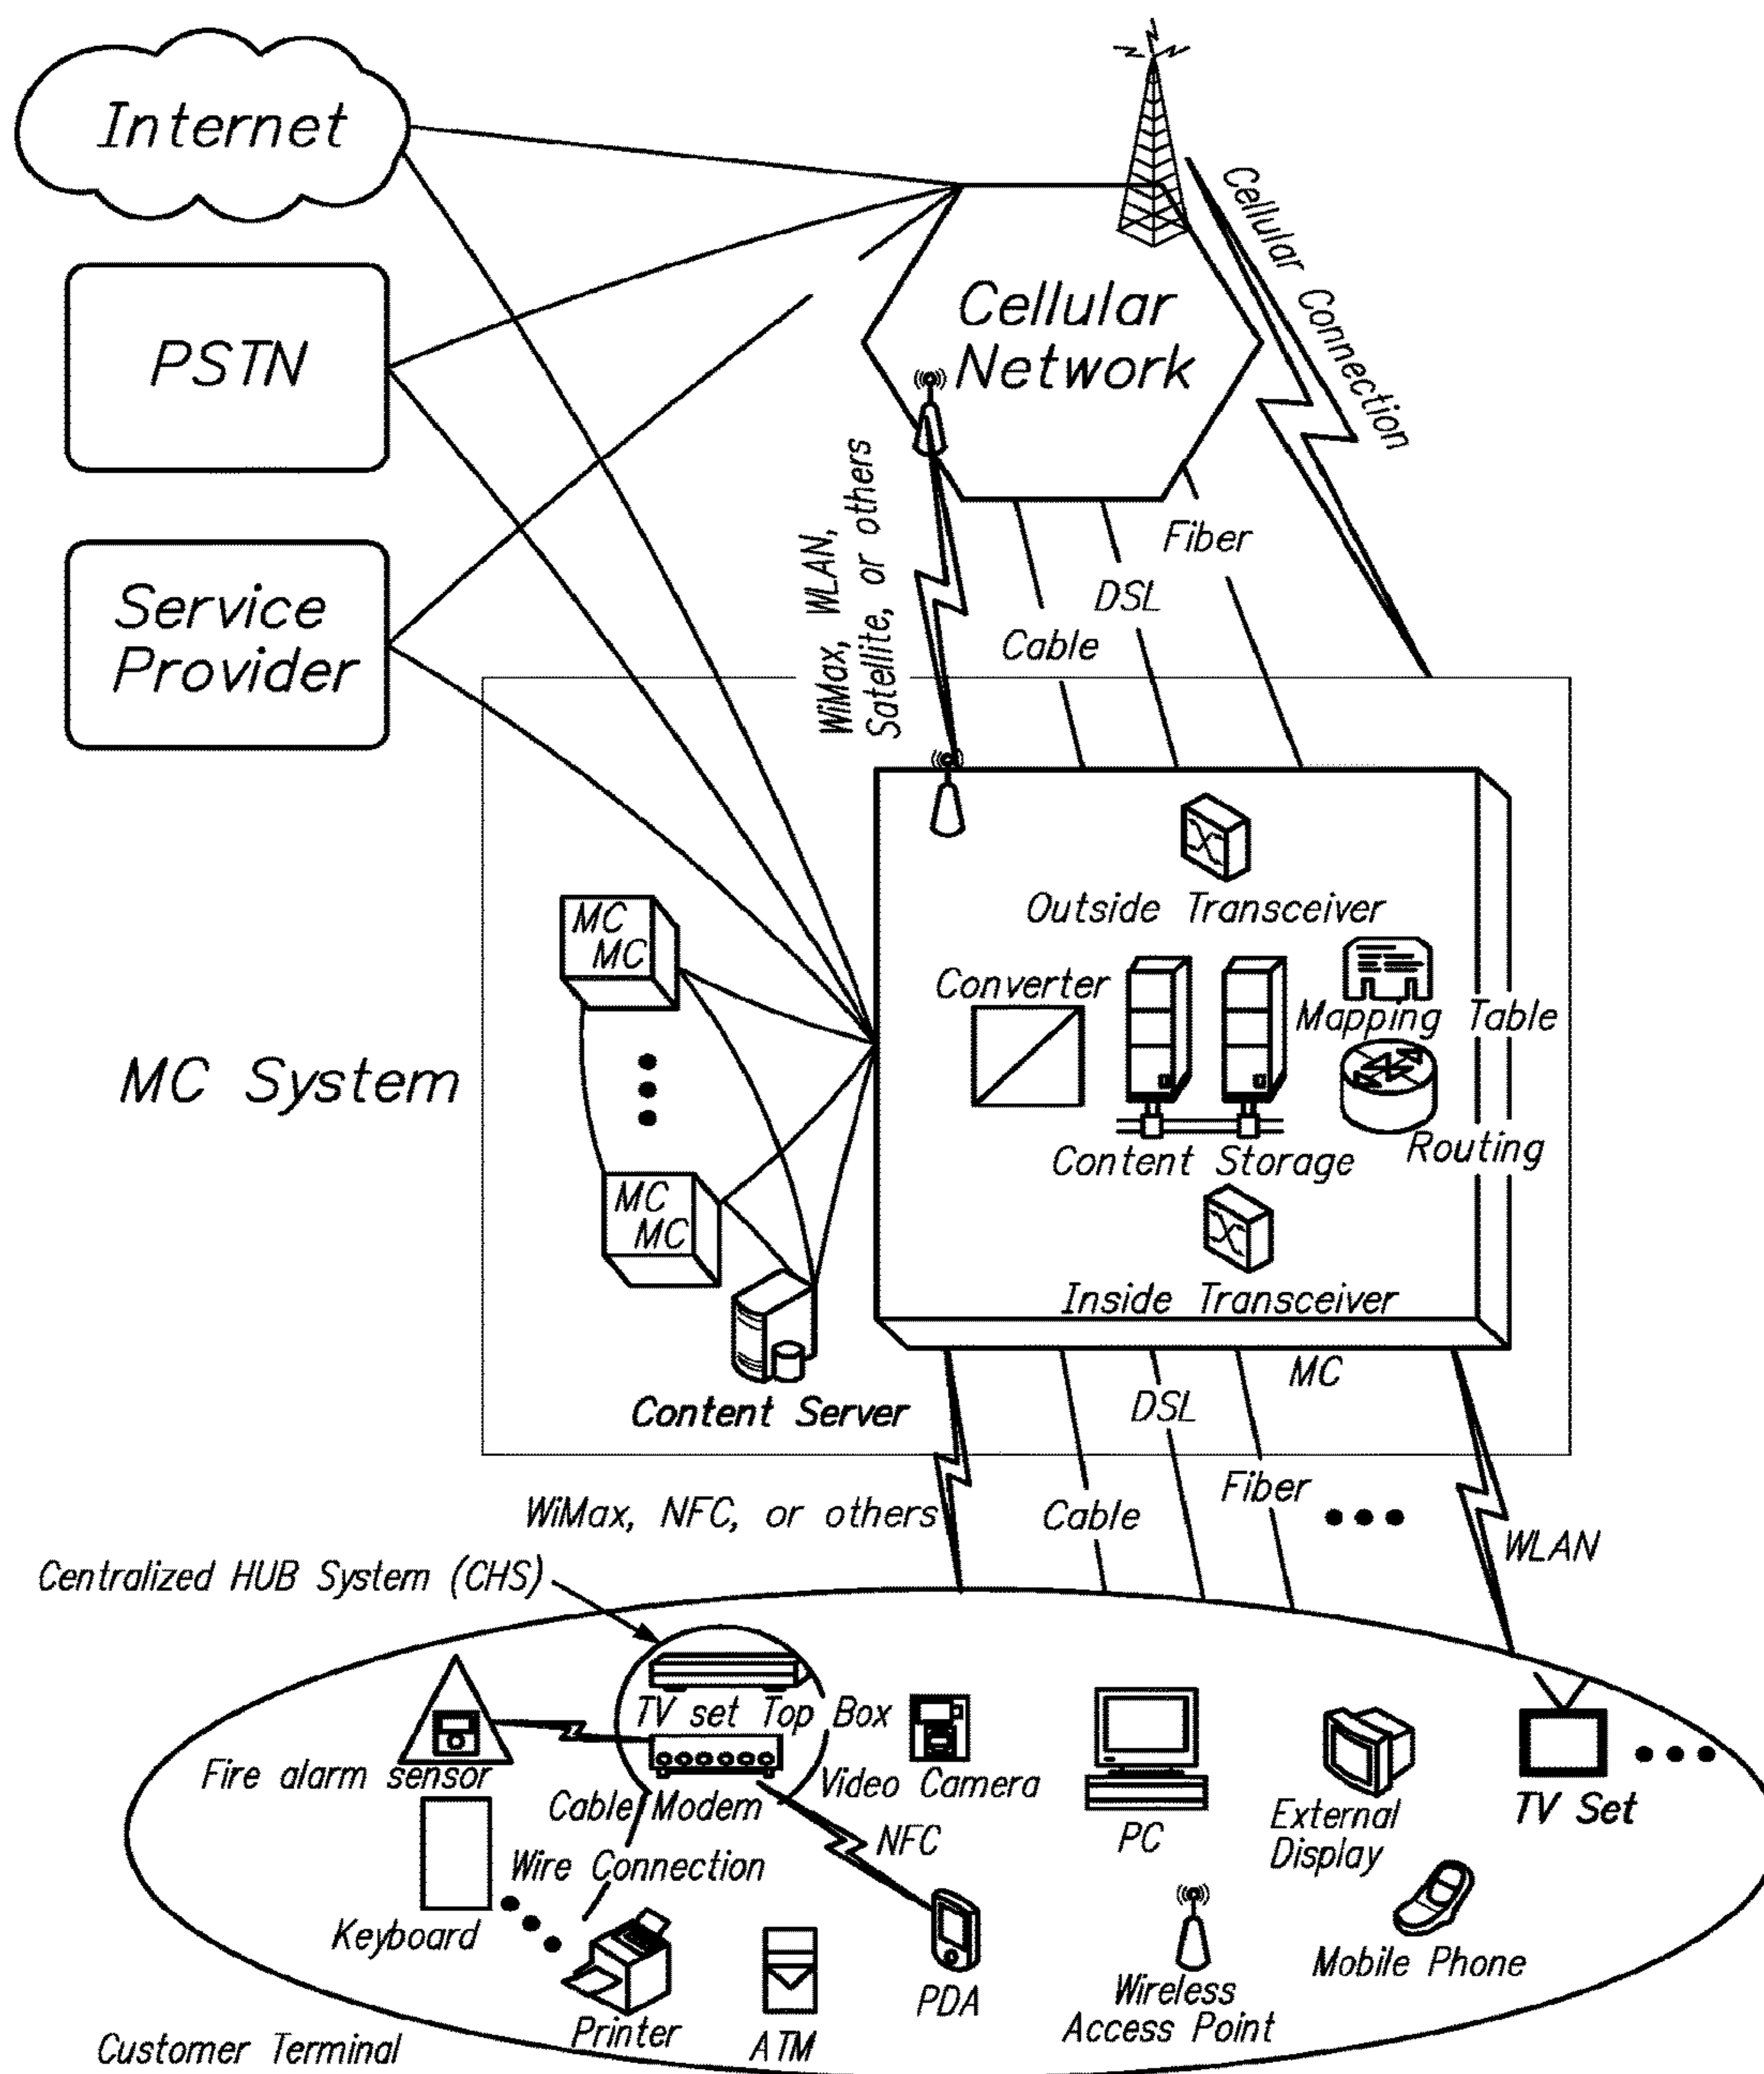 Internet
PSTN
Service
Provider
Cellular
Network
Cellular Connection
WiMax, WLAN,
Satellite, or others
Cable
DSL
Fiber
MC System
MC
MC
MC
MC
Content Server
Outside Transceiver
Converter
Mapping Table
Content Storage
Routing
Inside Transceiver
MC
WiMax, NFC, or others
Cable
DSL
Fiber
WLAN
Centralized HUB System (CHS)
TV set Top Box
Fire alarm sensor
Cable Modem
Video Camera
PC
External
Display
TV Set
NFC
Wire Connection
Keyboard
Printer
ATM
PDA
Wireless
Access Point
Mobile Phone
Customer Terminal